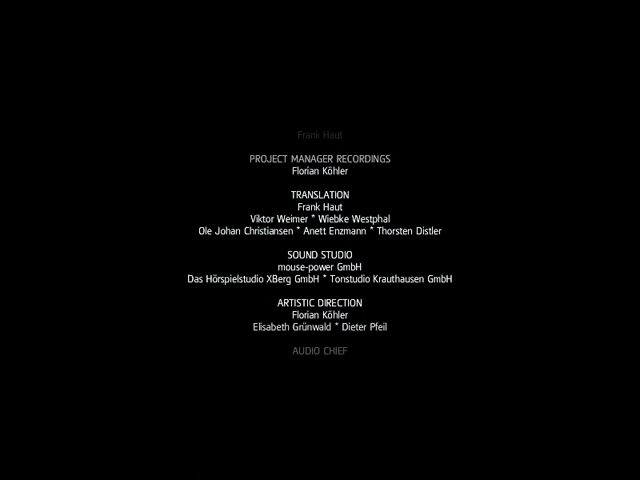 Frank Haut
PROJECT MANAGER RECORDINGS
Florian Köhler
TRANSLATION
Frank Haut
Viktor Weimer * Wiebke Westphal
Ole Johan Christiansen * Anett Enzmann * Thorsten Distler
SOUND STUDIO
mouse-power GmbH
Das Hörspielstudio XBerg GmbH * Tonstudio Krauthausen GmbH
ARTISTIC DIRECTION
Florian Köhler
Elisabeth Grünwald * Dieter Pfeil
AUDIO CHIEF